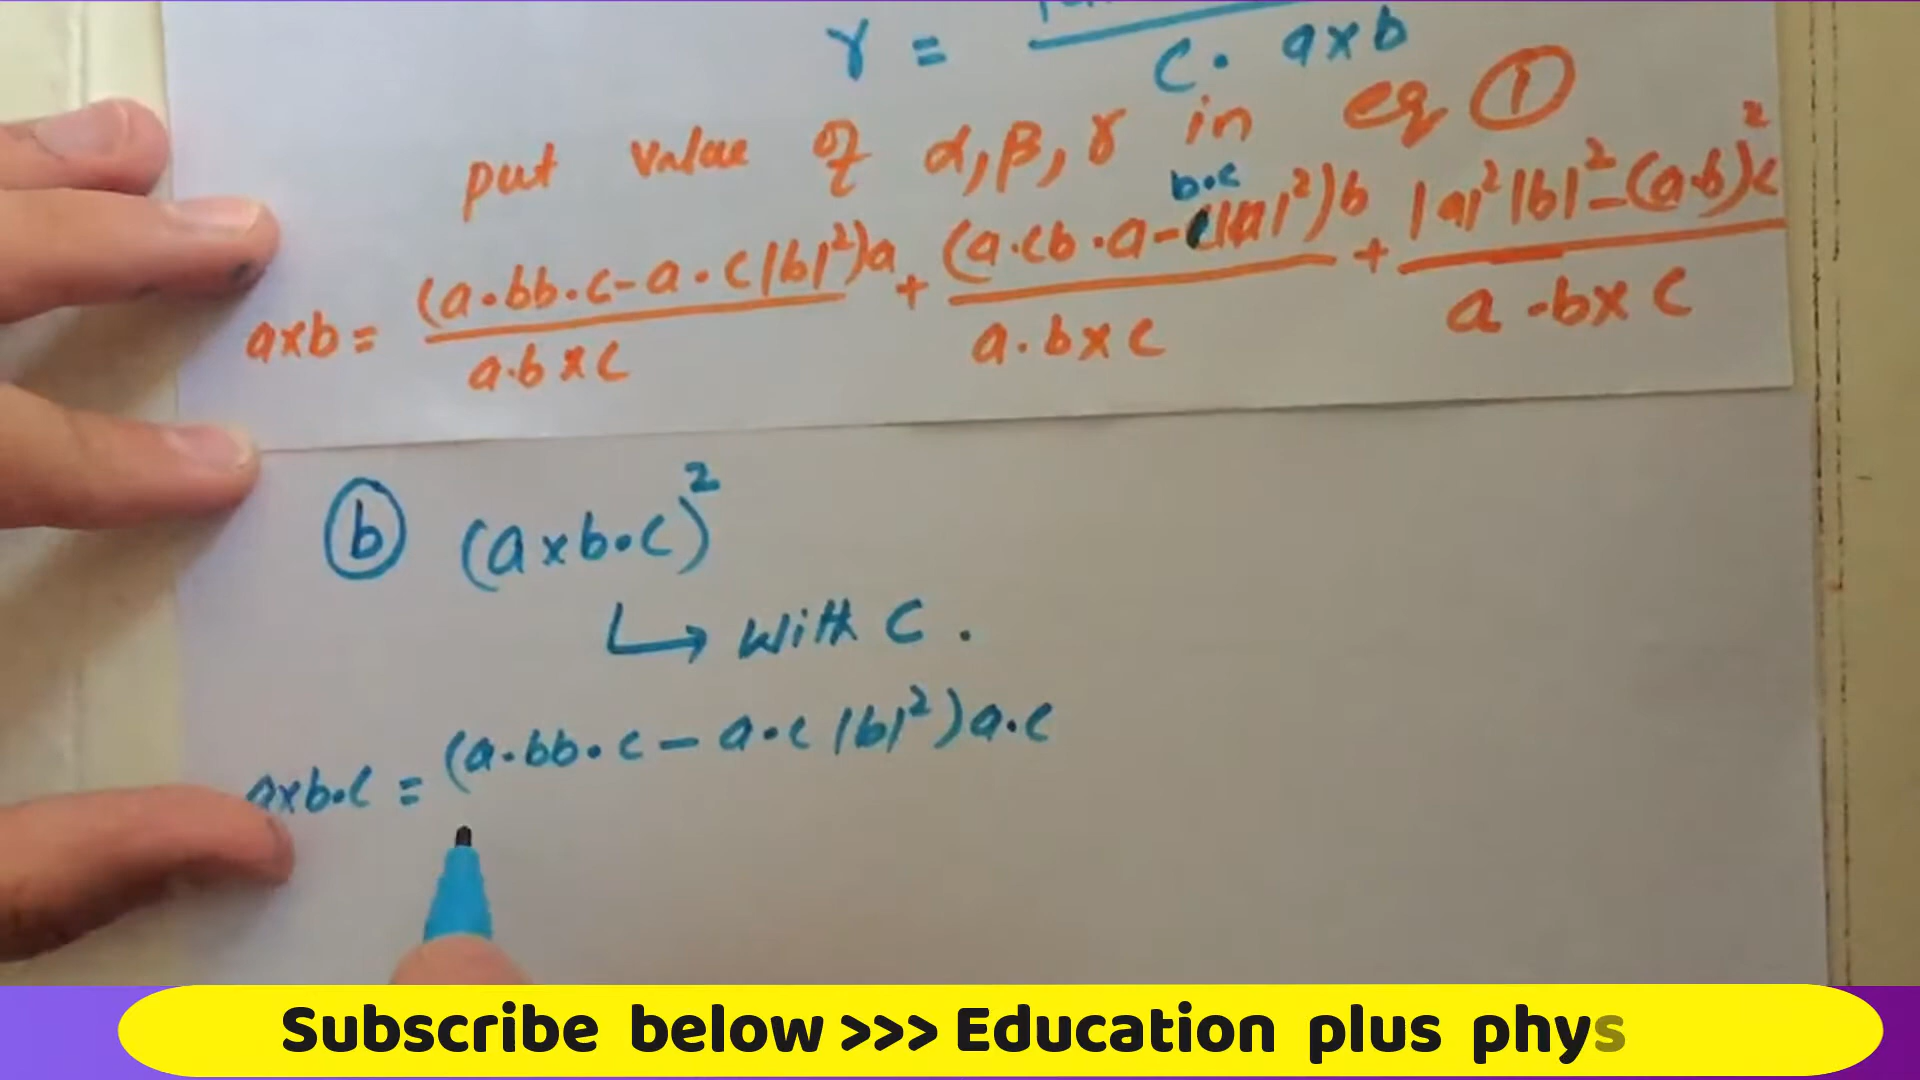 γ =
c · a×b
put value of α, β, γ in eq ①
b·c
a×b = (a·bb·c-a·c|b|²)a + (a·cb·a-|a|²)b + |a|²|b|²-(a·b)²c
a·b×c a·b×c a·b×c
ⓑ (a×b·c)²
↳ with c.
a×b·c = (a·bb·c - a·c |b|²)a·c
Subscribe below >>> Education plus phys